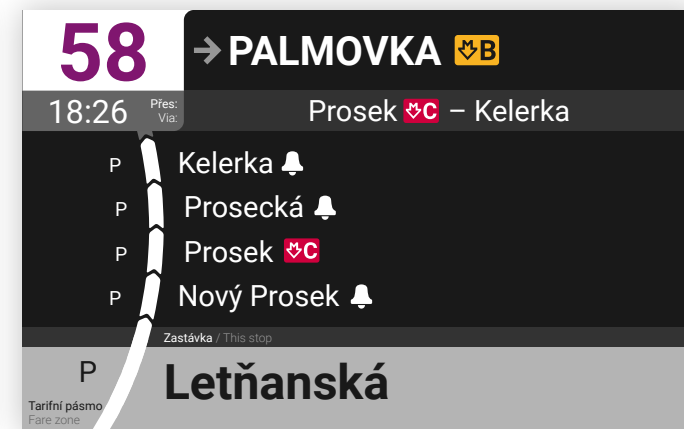 58
→ PALMOVKA B
18:26
Přes:
Via:
Prosek C – Kelerka
P Kelerka
P Prosecká
P Prosek C
P Nový Prosek
Zastávka / This stop
P
Letňanská
Tarifní pásmo
Fare zone